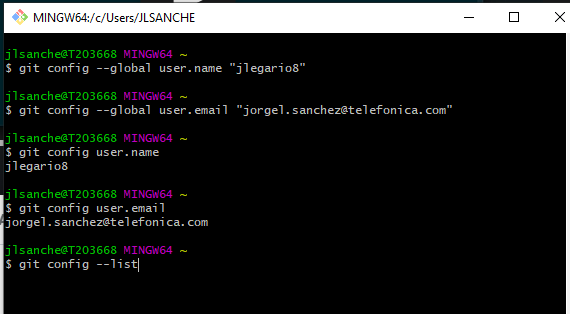 MINGW64:/c/Users/JLSANCHE
jlsanche@T203668 MINGW64 ~
$ git config --global user.name "jlegario8"
jlsanche@T203668 MINGW64 ~
$ git config --global user.email "jorgel.sanchez@telefonica.com"
jlsanche@T203668 MINGW64 ~
$ git config user.name
jlegario8
jlsanche@T203668 MINGW64 ~
$ git config user.email
jorgel.sanchez@telefonica.com
jlsanche@T203668 MINGW64 ~
$ git config --list